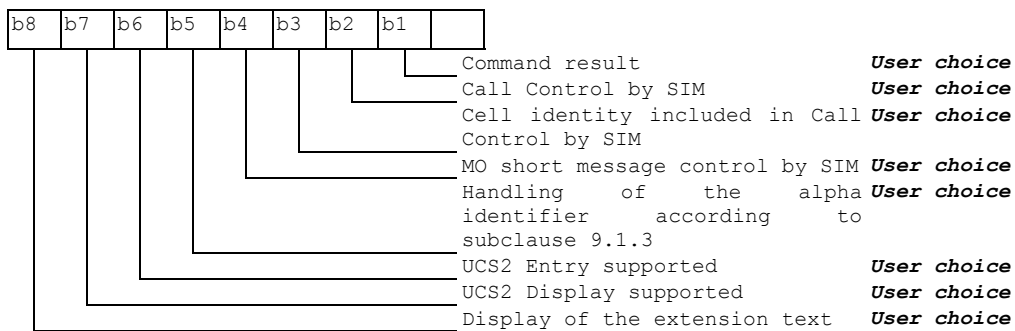 b8 b7 b6 b5 b4 b3 b2 b1
Command result User choice
Call Control by SIM User choice
Cell identity included in Call User choice
Control by SIM
MO short message control by SIM User choice
Handling of the alpha User choice
identifier according to
subclause 9.1.3
UCS2 Entry supported User choice
UCS2 Display supported User choice
Display of the extension text User choice